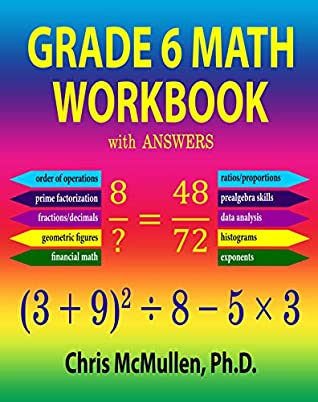 GRADE 6 MATH
WORKBOOK
with ANSWERS
order of operations
prime factorization
fractions/decimals
geometric figures
financial math
8/? = 48/72
ratios/proportions
prealgebra skills
data analysis
histograms
exponents
(3 + 9)² ÷ 8 – 5 × 3
Chris McMullen, Ph.D.